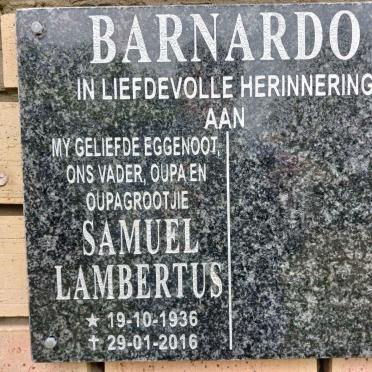 BARNARDO
IN LIEFDEVOLLE HERINNERING
AAN
MY GELIEFDE EGGENOOT,
ONS VADER, OUPA EN
OUPAGROOTJIE
SAMUEL
LAMBERTUS
★ 19-10-1936
✝ 29-01-2016